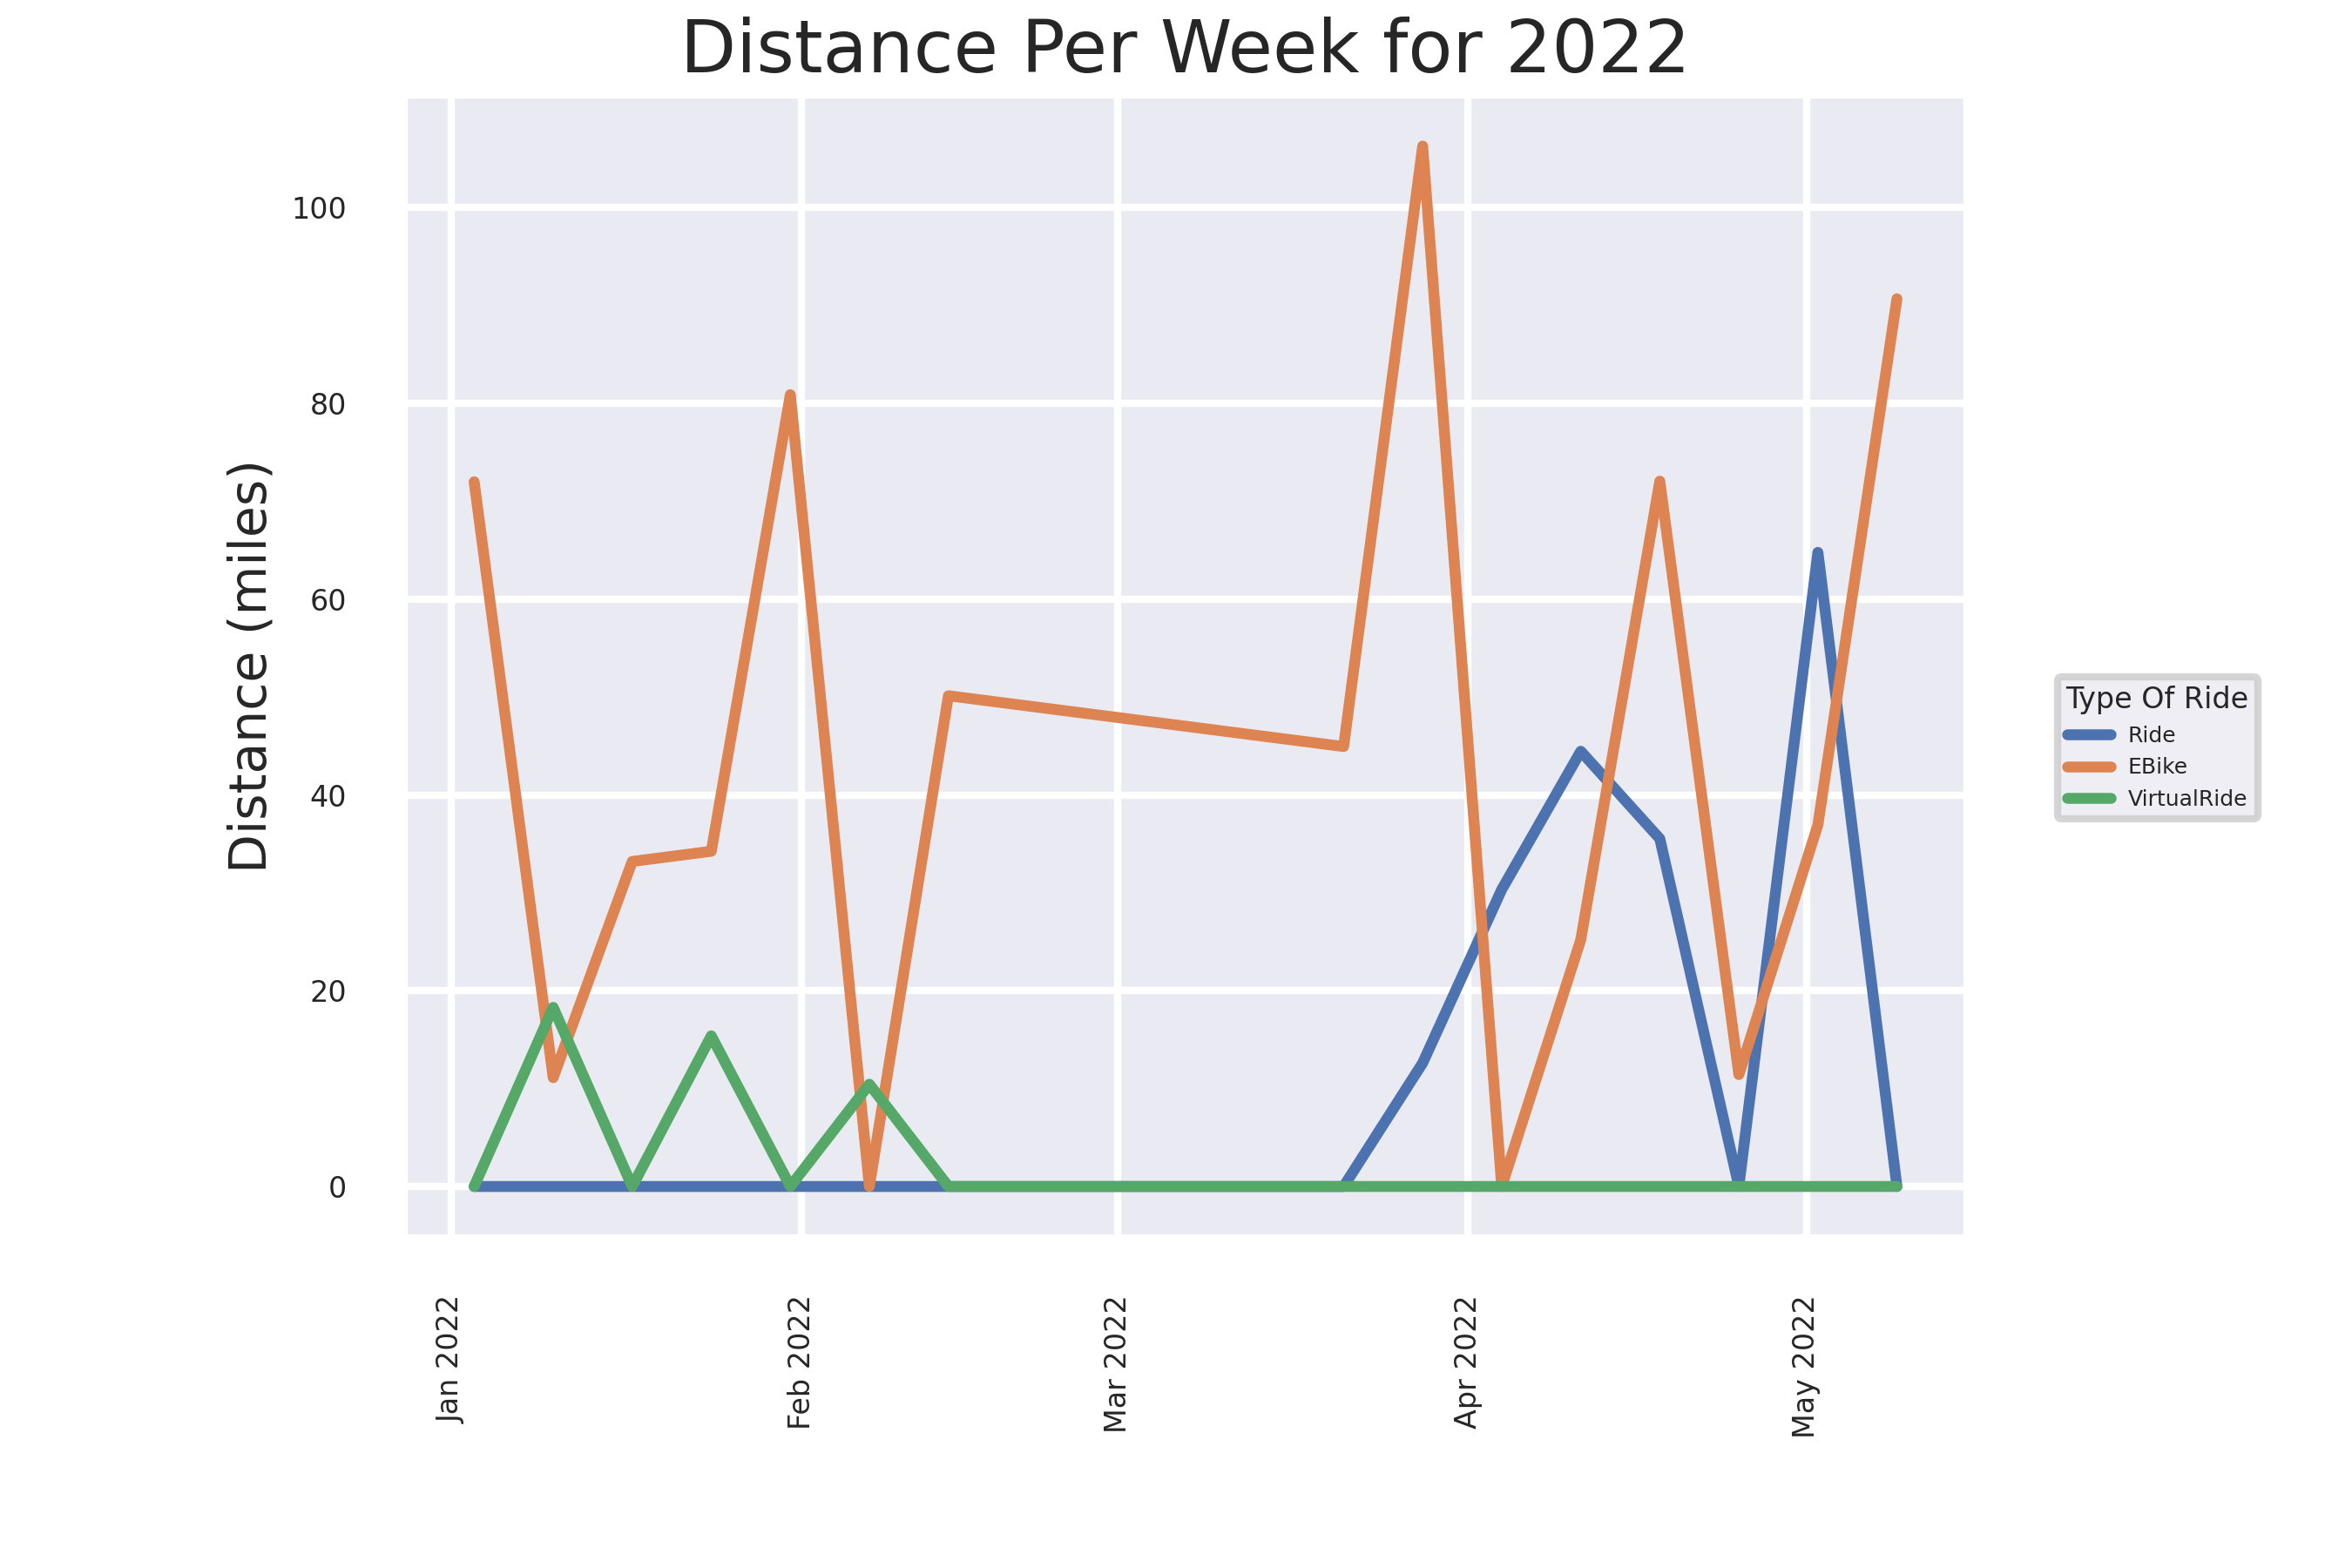 Distance Per Week for 2022
Distance (miles)
100
80
60
40
20
0
Jan 2022
Feb 2022
Mar 2022
Apr 2022
May 2022
Type Of Ride
Ride
EBike
VirtualRide